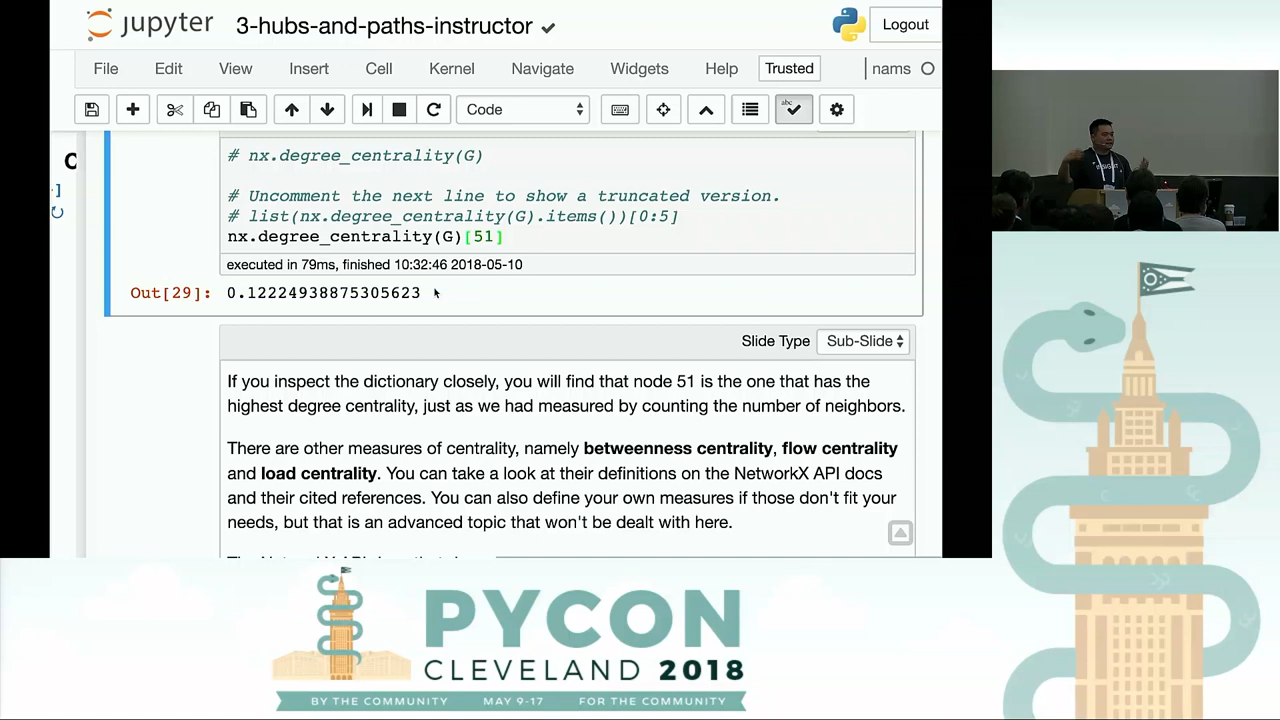 jupyter 3-hubs-and-paths-instructor Logout
File Edit View Insert Cell Kernel Navigate Widgets Help Trusted nams
Code
# nx.degree_centrality(G)
# Uncomment the next line to show a truncated version.
# list(nx.degree_centrality(G).items())[0:5]
nx.degree_centrality(G)[51]
executed in 79ms, finished 10:32:46 2018-05-10
Out[29]: 0.12224938875305623
Slide Type Sub-Slide
If you inspect the dictionary closely, you will find that node 51 is the one that has the
highest degree centrality, just as we had measured by counting the number of neighbors.
There are other measures of centrality, namely betweenness centrality, flow centrality
and load centrality. You can take a look at their definitions on the NetworkX API docs
and their cited references. You can also define your own measures if those don't fit your
needs, but that is an advanced topic that won't be dealt with here.
PYCON
CLEVELAND 2018
BY THE COMMUNITY MAY 9-17 FOR THE COMMUNITY